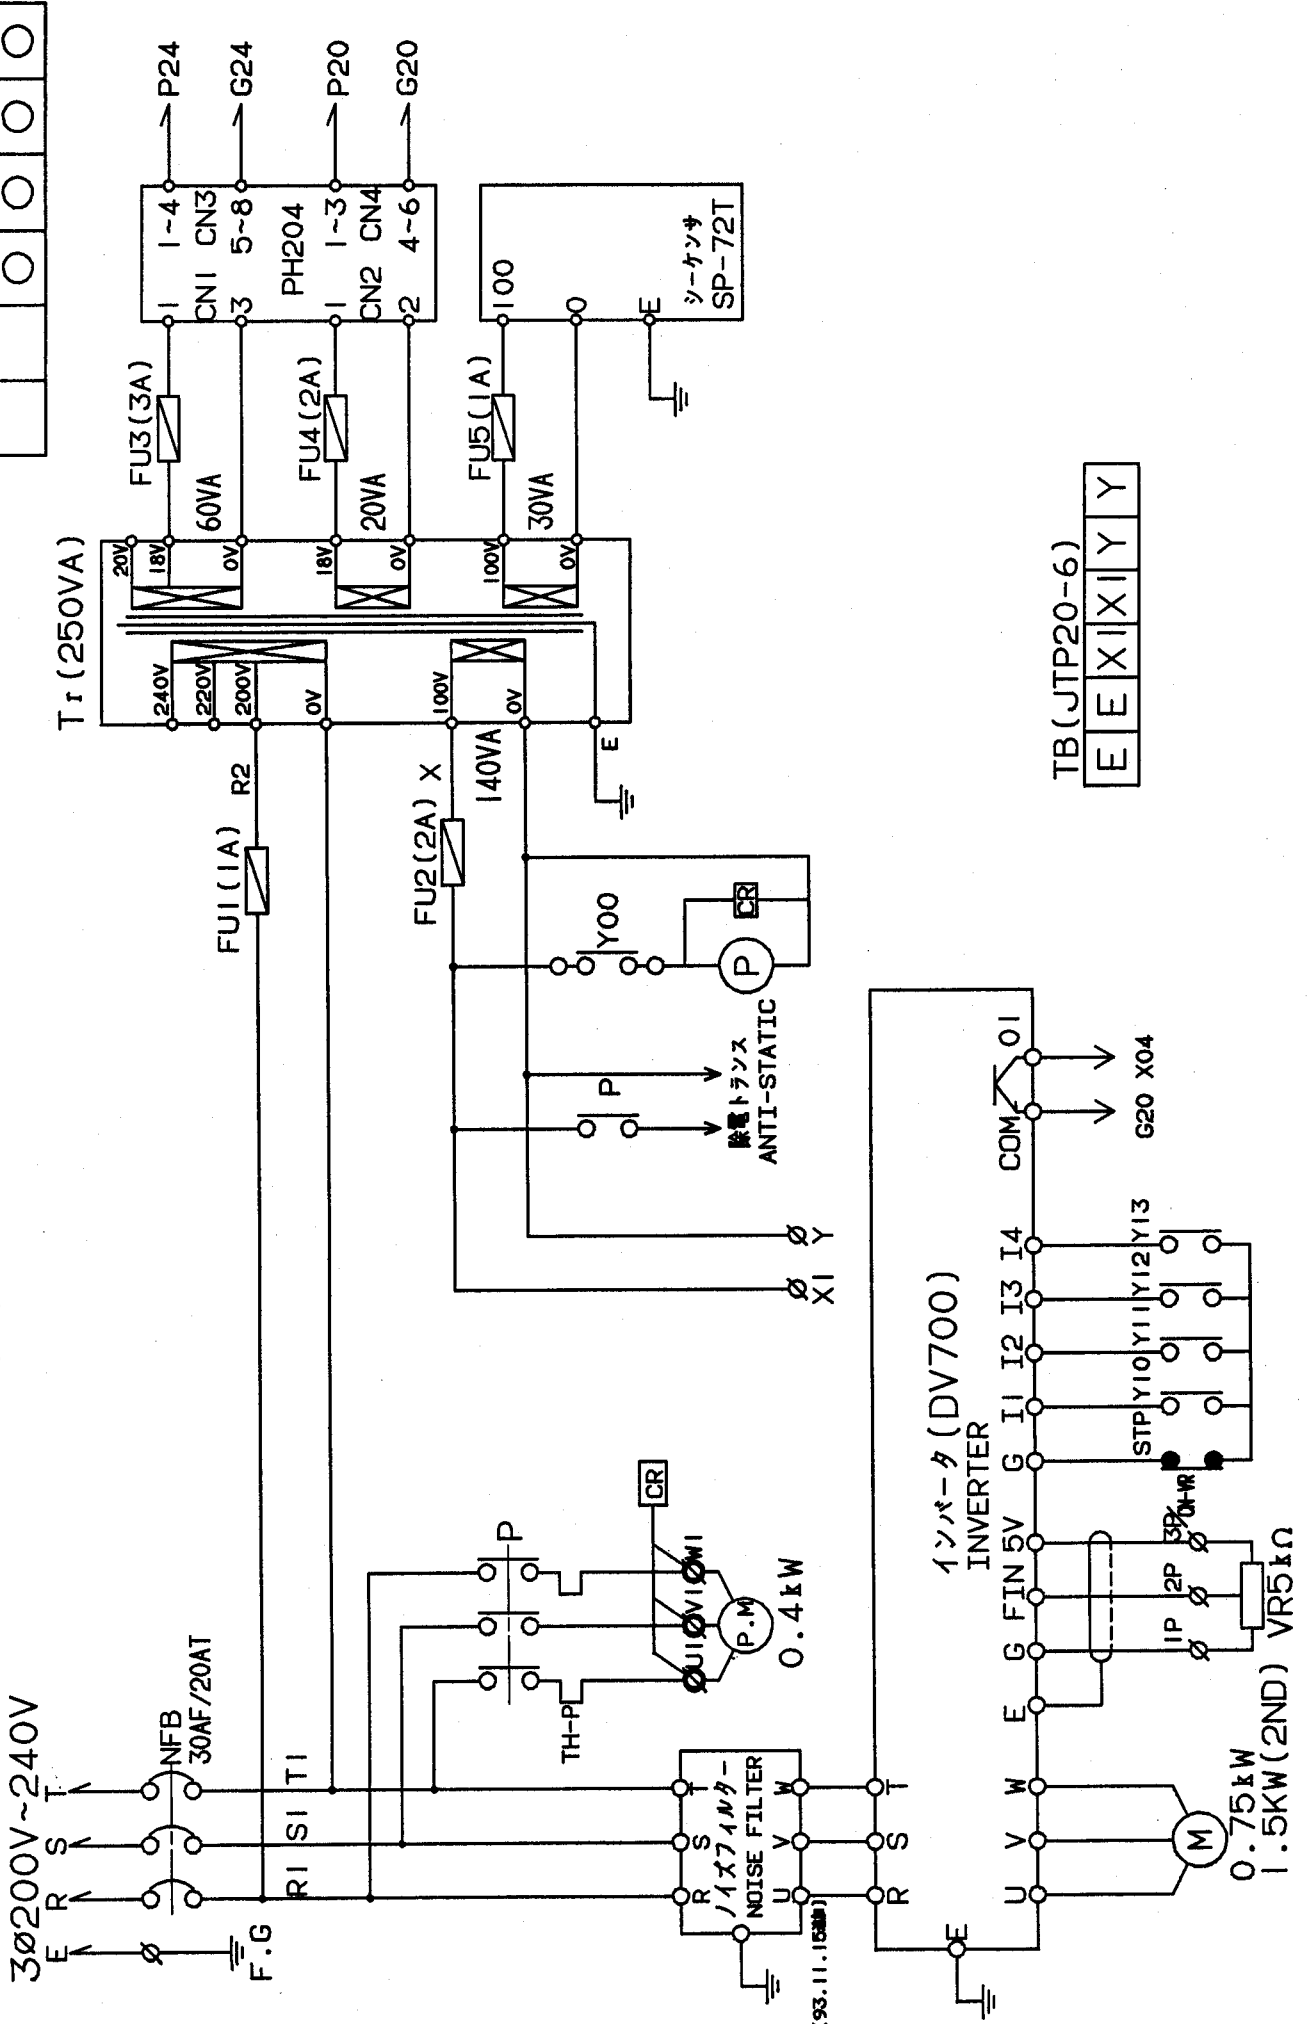 3Ø200V~240V
E R S T
F.G
NFB
30AF/20AT
R1 S1 T1
FU1(1A)
R2
Tr(250VA)
240V
220V
200V
0V
100V
0V
E
20V
18V
0V
18V
0V
100V
0V
60VA
20VA
30VA
140VA
FU2(2A) X
FU3(3A)
FU4(2A)
FU5(1A)
1 1~4
CN1 CN3
3 5~8
PH204
1 1~3
CN2 CN4
2 4~6
P24
G24
P20
G20
100
0
E
シーケンサ
SP-72T
Y00
P
CR
P
除電トランス
ANTI-STATIC
X1 Y
P
TH-P
CR
U1 V1 W1
P.M
0.4kW
R S T
ノイズフィルター
NOISE FILTER
U V W
R S T
インバータ(DV700)
INVERTER
E
U V W
E G FIN 5V G I1 I2 I3 I4 COM O1
M
0.75kW
1.5KW(2ND)
1P 2P 3P
VR5kΩ
STP Y10 Y11 Y12 Y13
G20 X04
TB(JTP20-6)
E E X1 X1 Y Y